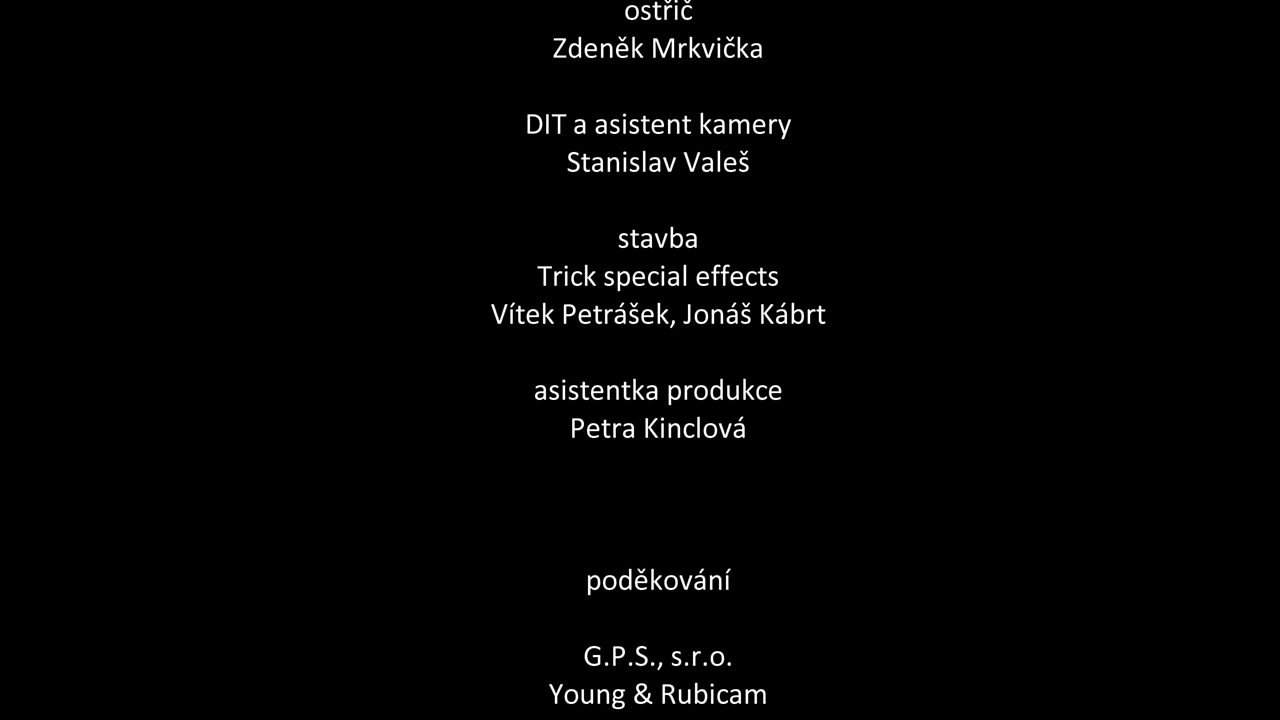 ostřič
Zdeněk Mrkvička
DIT a asistent kamery
Stanislav Valeš
stavba
Trick special effects
Vítek Petrášek, Jonáš Kábrt
asistentka produkce
Petra Kinclová
poděkování
G.P.S., s.r.o.
Young & Rubicam